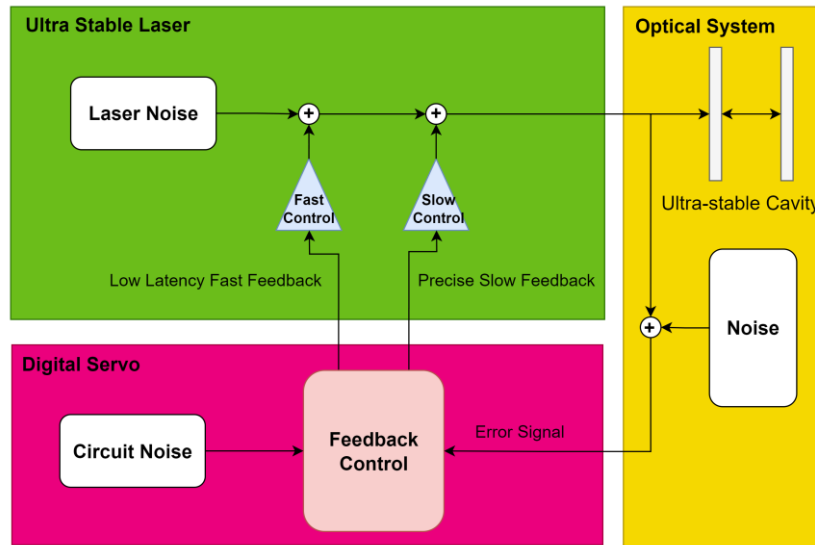 Ultra Stable Laser
Optical System
Laser Noise
+
+
Fast
Control
Slow
Control
Ultra-stable Cavity
Low Latency Fast Feedback
Precise Slow Feedback
+
Noise
Digital Servo
Circuit Noise
Feedback
Control
Error Signal